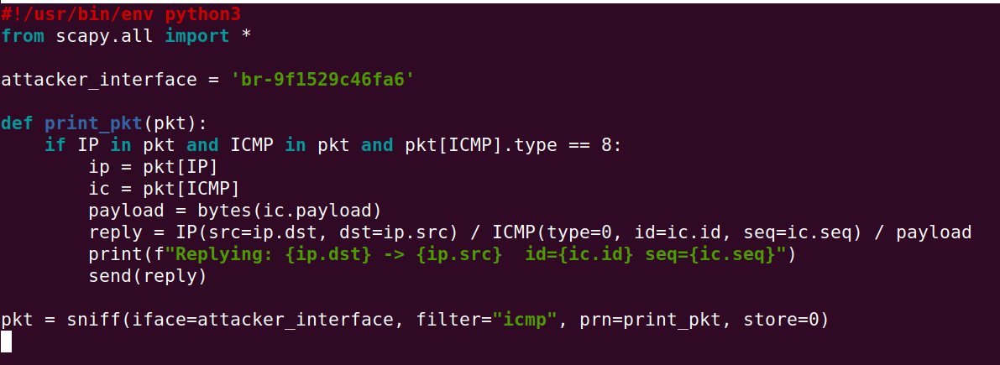 #!/usr/bin/env python3
from scapy.all import *
attacker_interface = 'br-9f1529c46fa6'
def print_pkt(pkt):
    if IP in pkt and ICMP in pkt and pkt[ICMP].type == 8:
        ip = pkt[IP]
        ic = pkt[ICMP]
        payload = bytes(ic.payload)
        reply = IP(src=ip.dst, dst=ip.src) / ICMP(type=0, id=ic.id, seq=ic.seq) / payload
        print(f"Replying: {ip.dst} -> {ip.src}  id={ic.id} seq={ic.seq}")
        send(reply)
pkt = sniff(iface=attacker_interface, filter="icmp", prn=print_pkt, store=0)